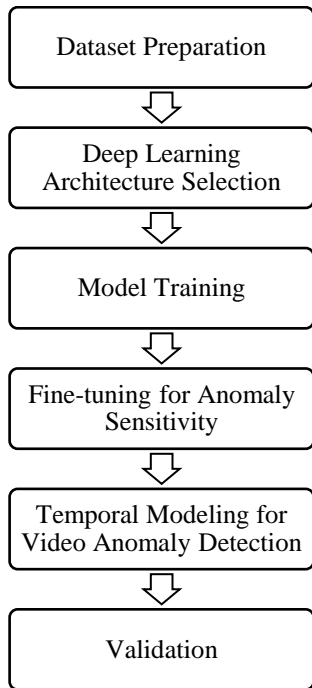 Dataset Preparation
Deep Learning
Architecture Selection
Model Training
Fine-tuning for Anomaly
Sensitivity
Temporal Modeling for
Video Anomaly Detection
Validation